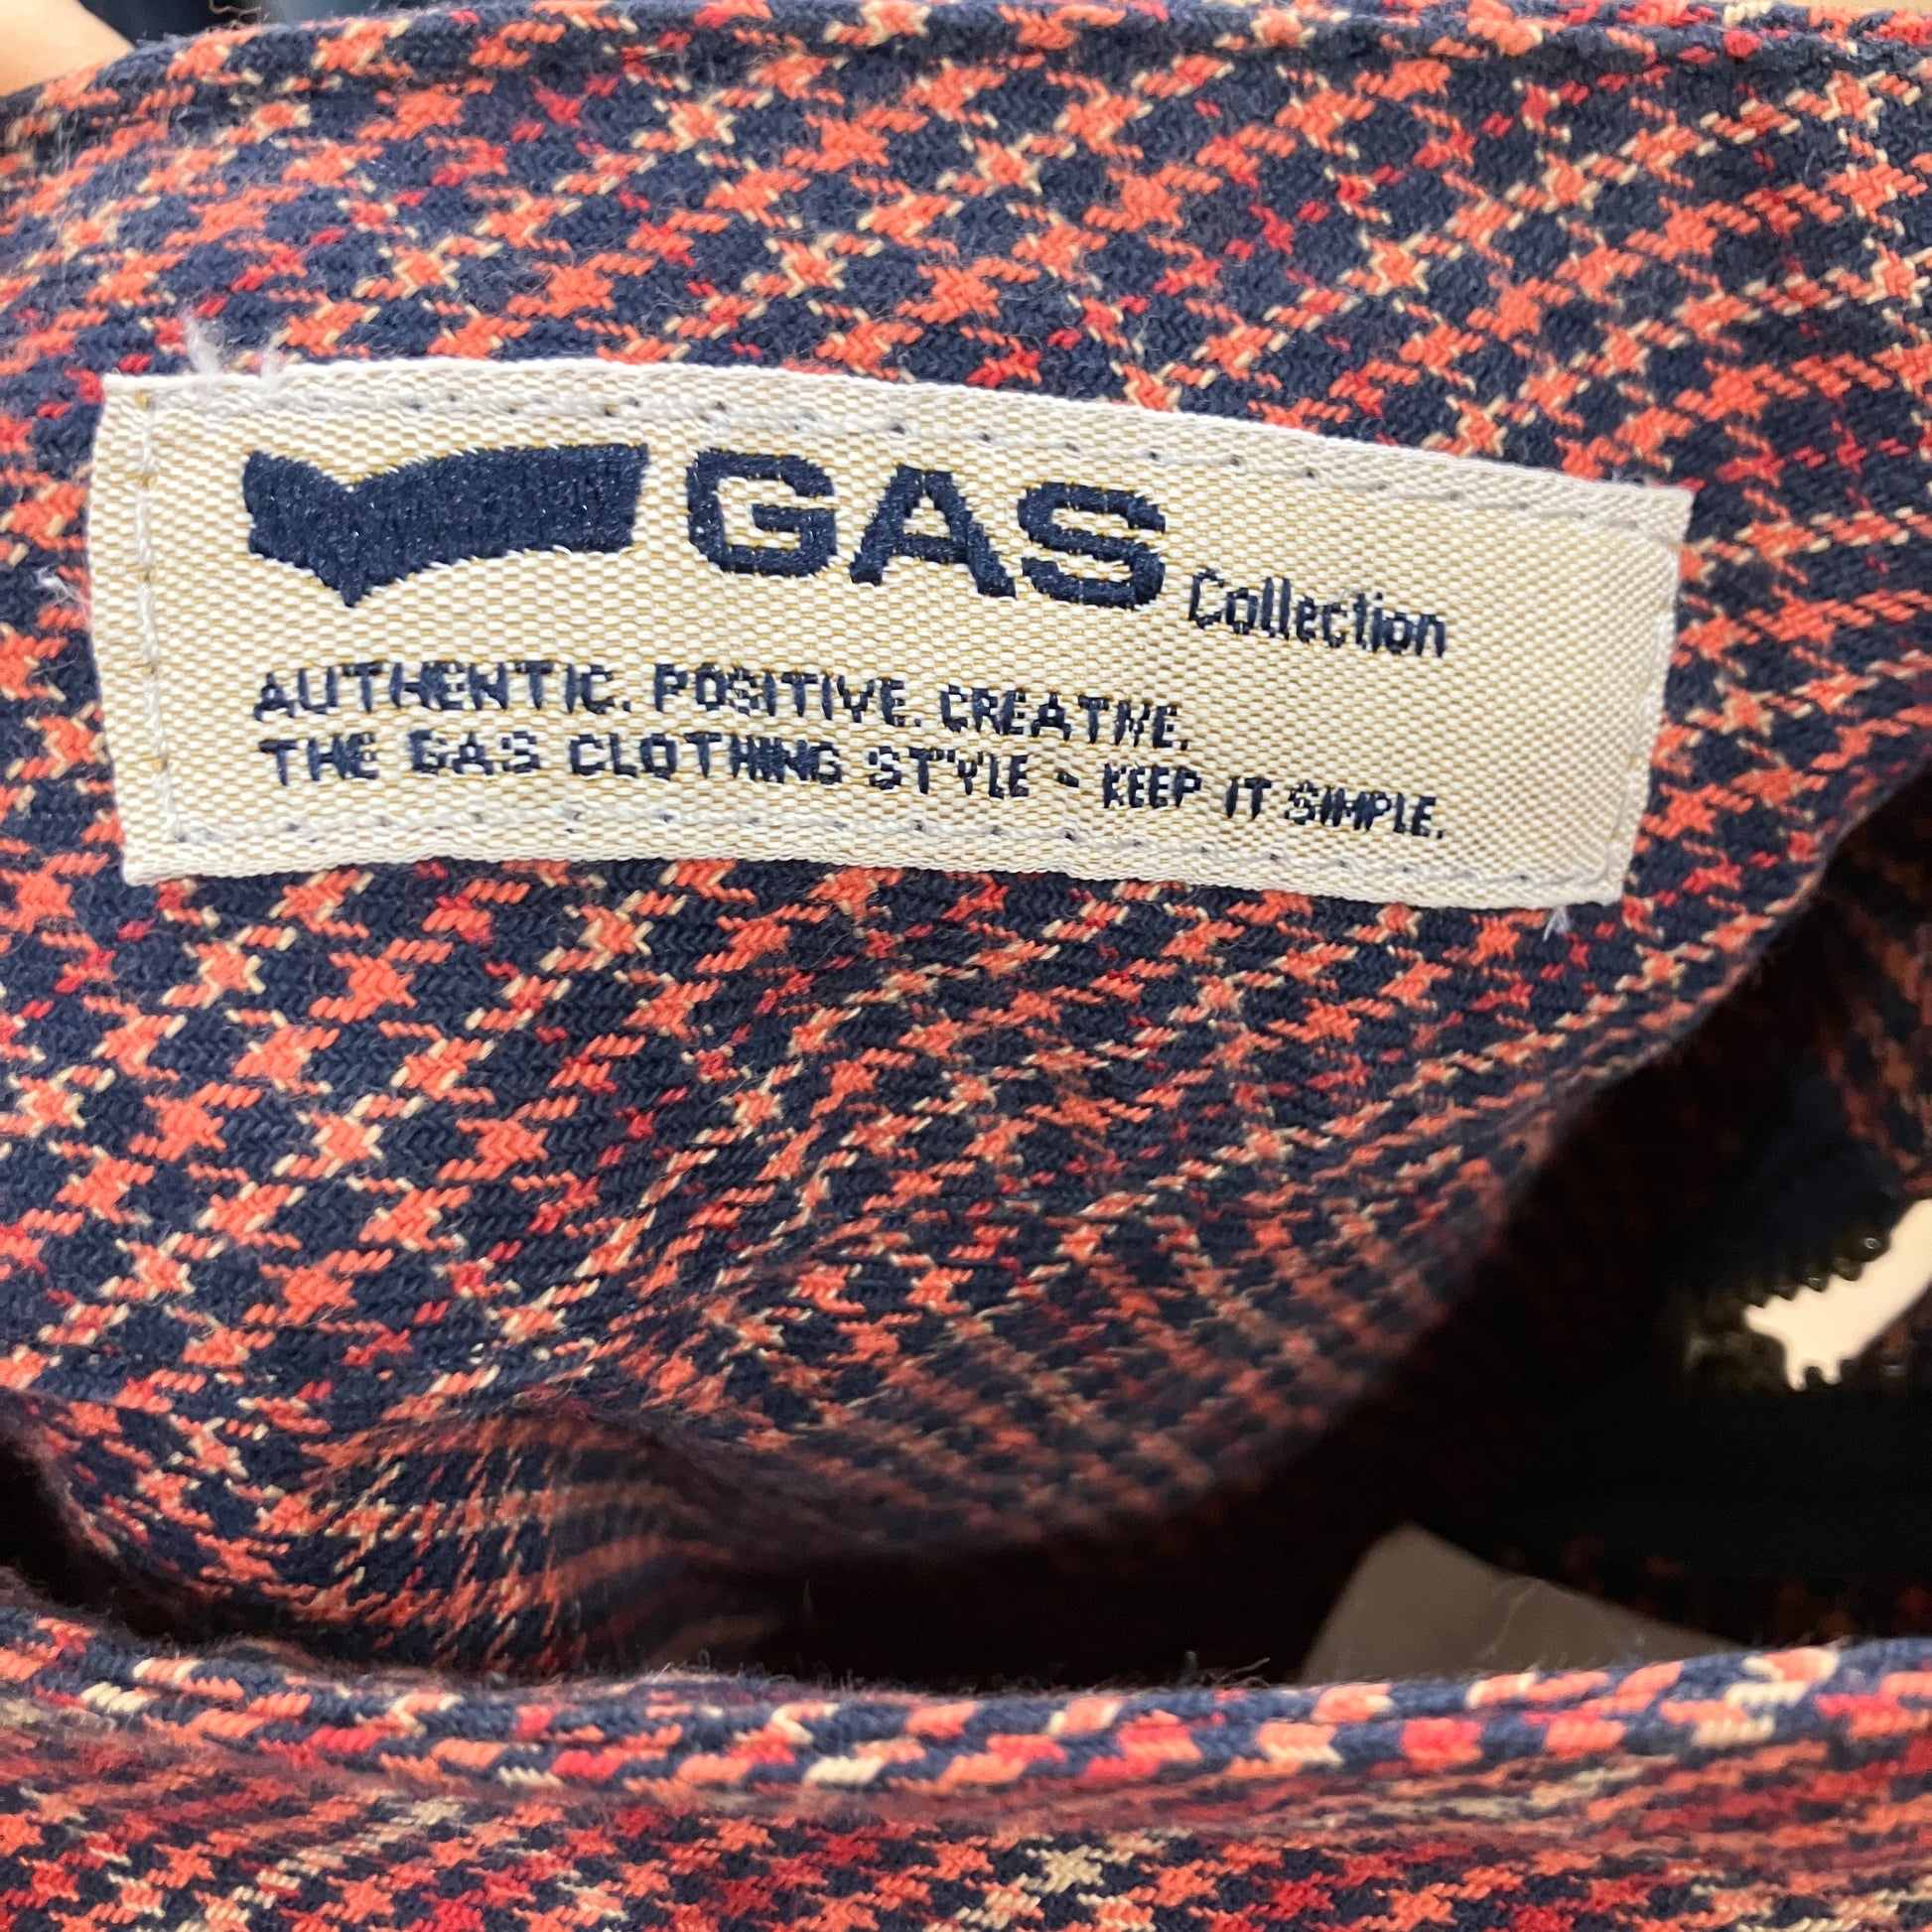 GAS Collection
AUTHENTIC. POSITIVE. CREATIVE.
THE GAS CLOTHING STYLE - KEEP IT SIMPLE.